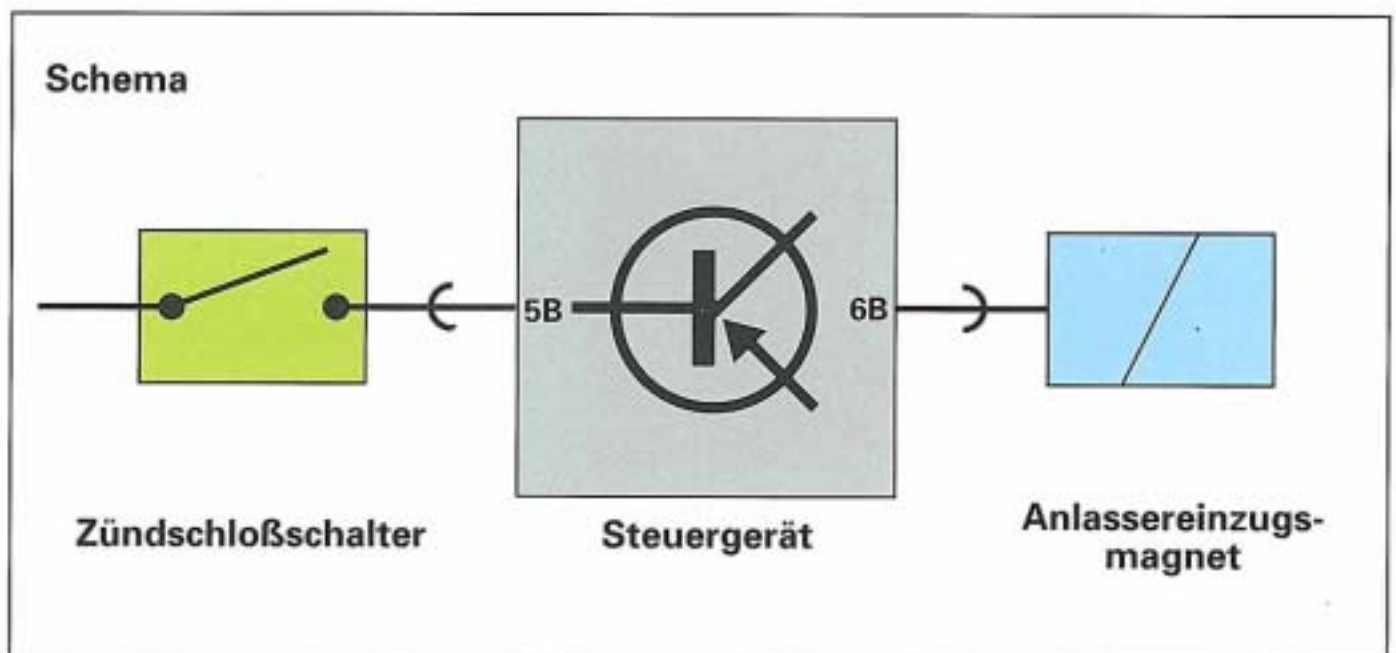 Schema
5B
6B
Zündschloßschalter
Steuergerät
Anlassereinzugs-
magnet